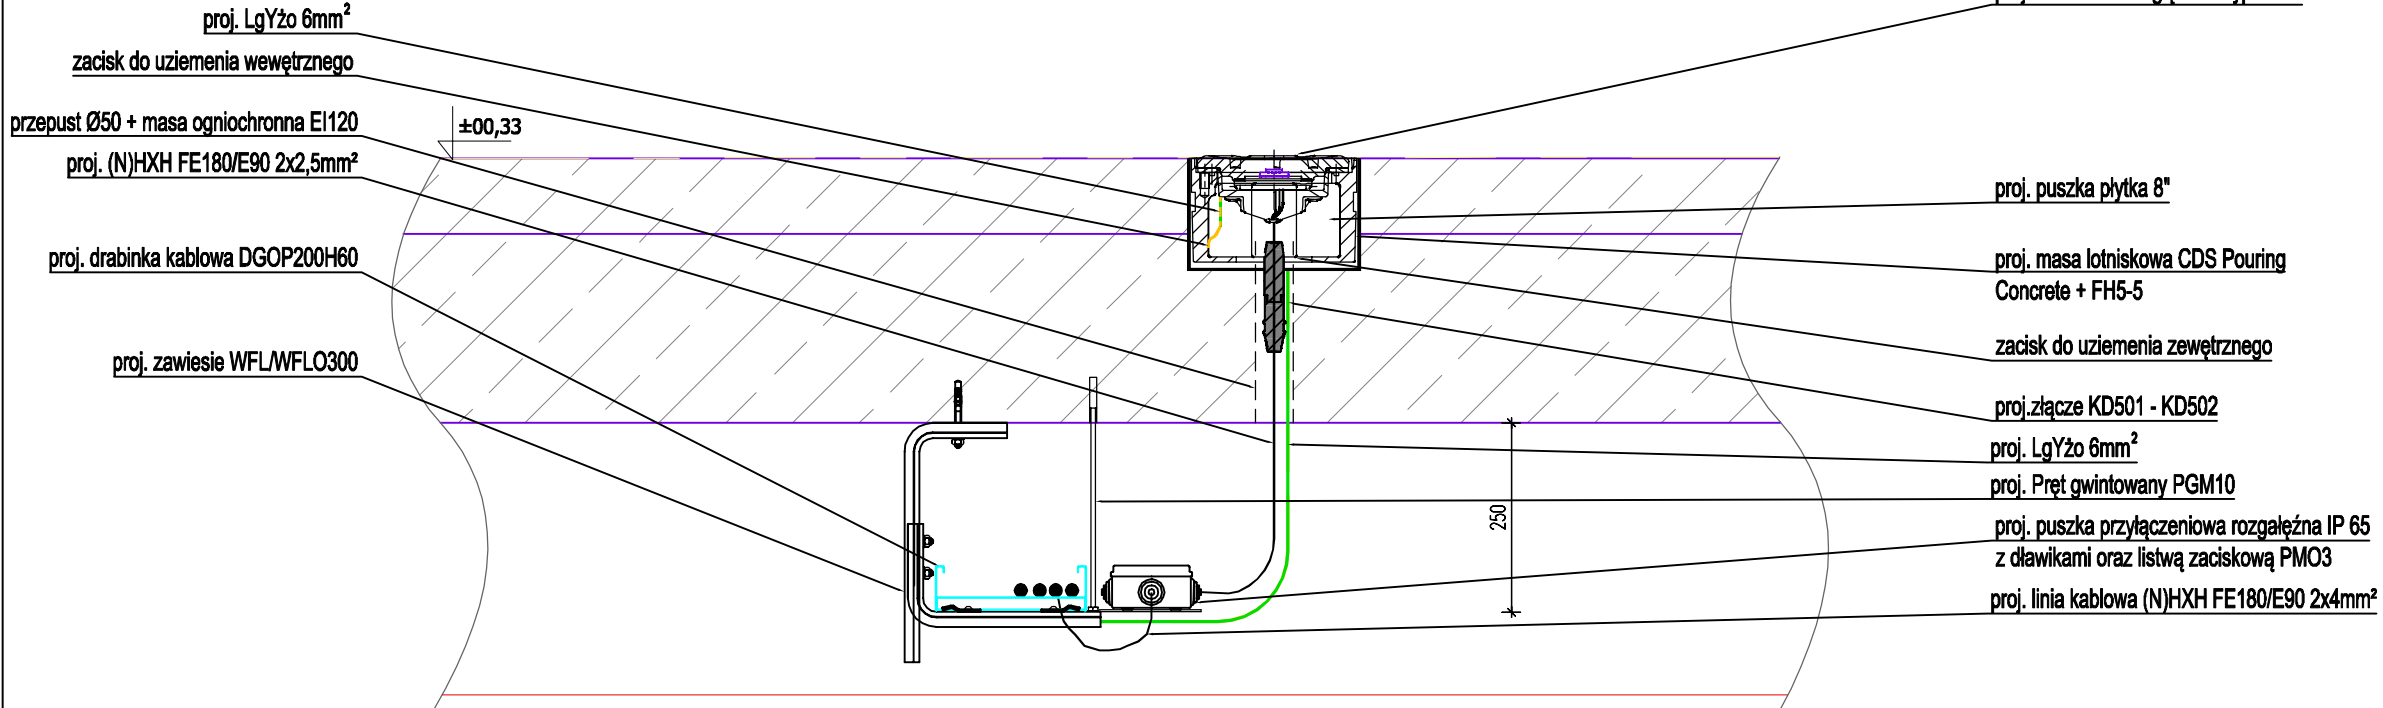 proj. LgYżo 6mm²
zacisk do uziemenia wewętrznego
przepust Ø50 + masa ogniochronna EI120
proj. (N)HXH FE180/E90 2x2,5mm²
proj. drabinka kablowa DGOP200H60
proj. zawiesie WFL/WFLO300
±00,33
250
proj. puszka płytka 8"
proj. masa lotniskowa CDS Pouring
Concrete + FH5-5
zacisk do uziemenia zewętrznego
proj.złącze KD501 - KD502
proj. LgYżo 6mm²
proj. Pręt gwintowany PGM10
proj. puszka przyłączeniowa rozgałęźna IP 65
z dławikami oraz listwą zaciskową PMO3
proj. linia kablowa (N)HXH FE180/E90 2x4mm²